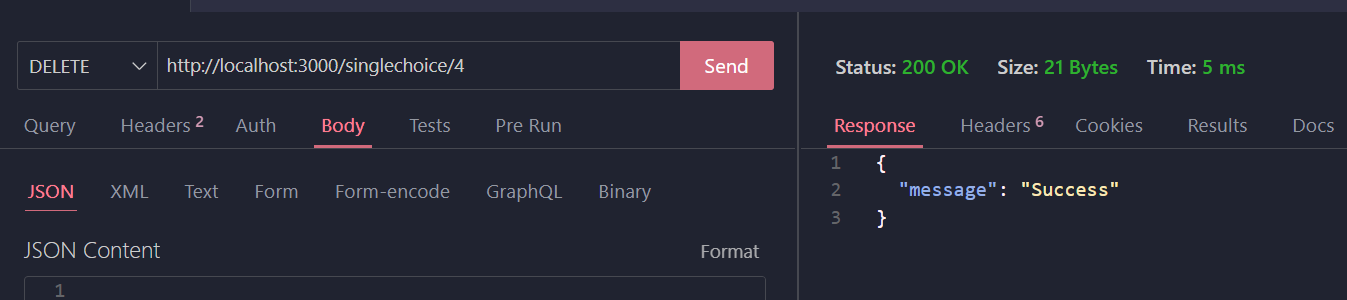 DELETE http://localhost:3000/singlechoice/4 Send
Query Headers 2 Auth Body Tests Pre Run
JSON XML Text Form Form-encode GraphQL Binary
JSON Content Format
1
Status: 200 OK Size: 21 Bytes Time: 5 ms
Response Headers 6 Cookies Results Docs
1 {
2 "message": "Success"
3 }